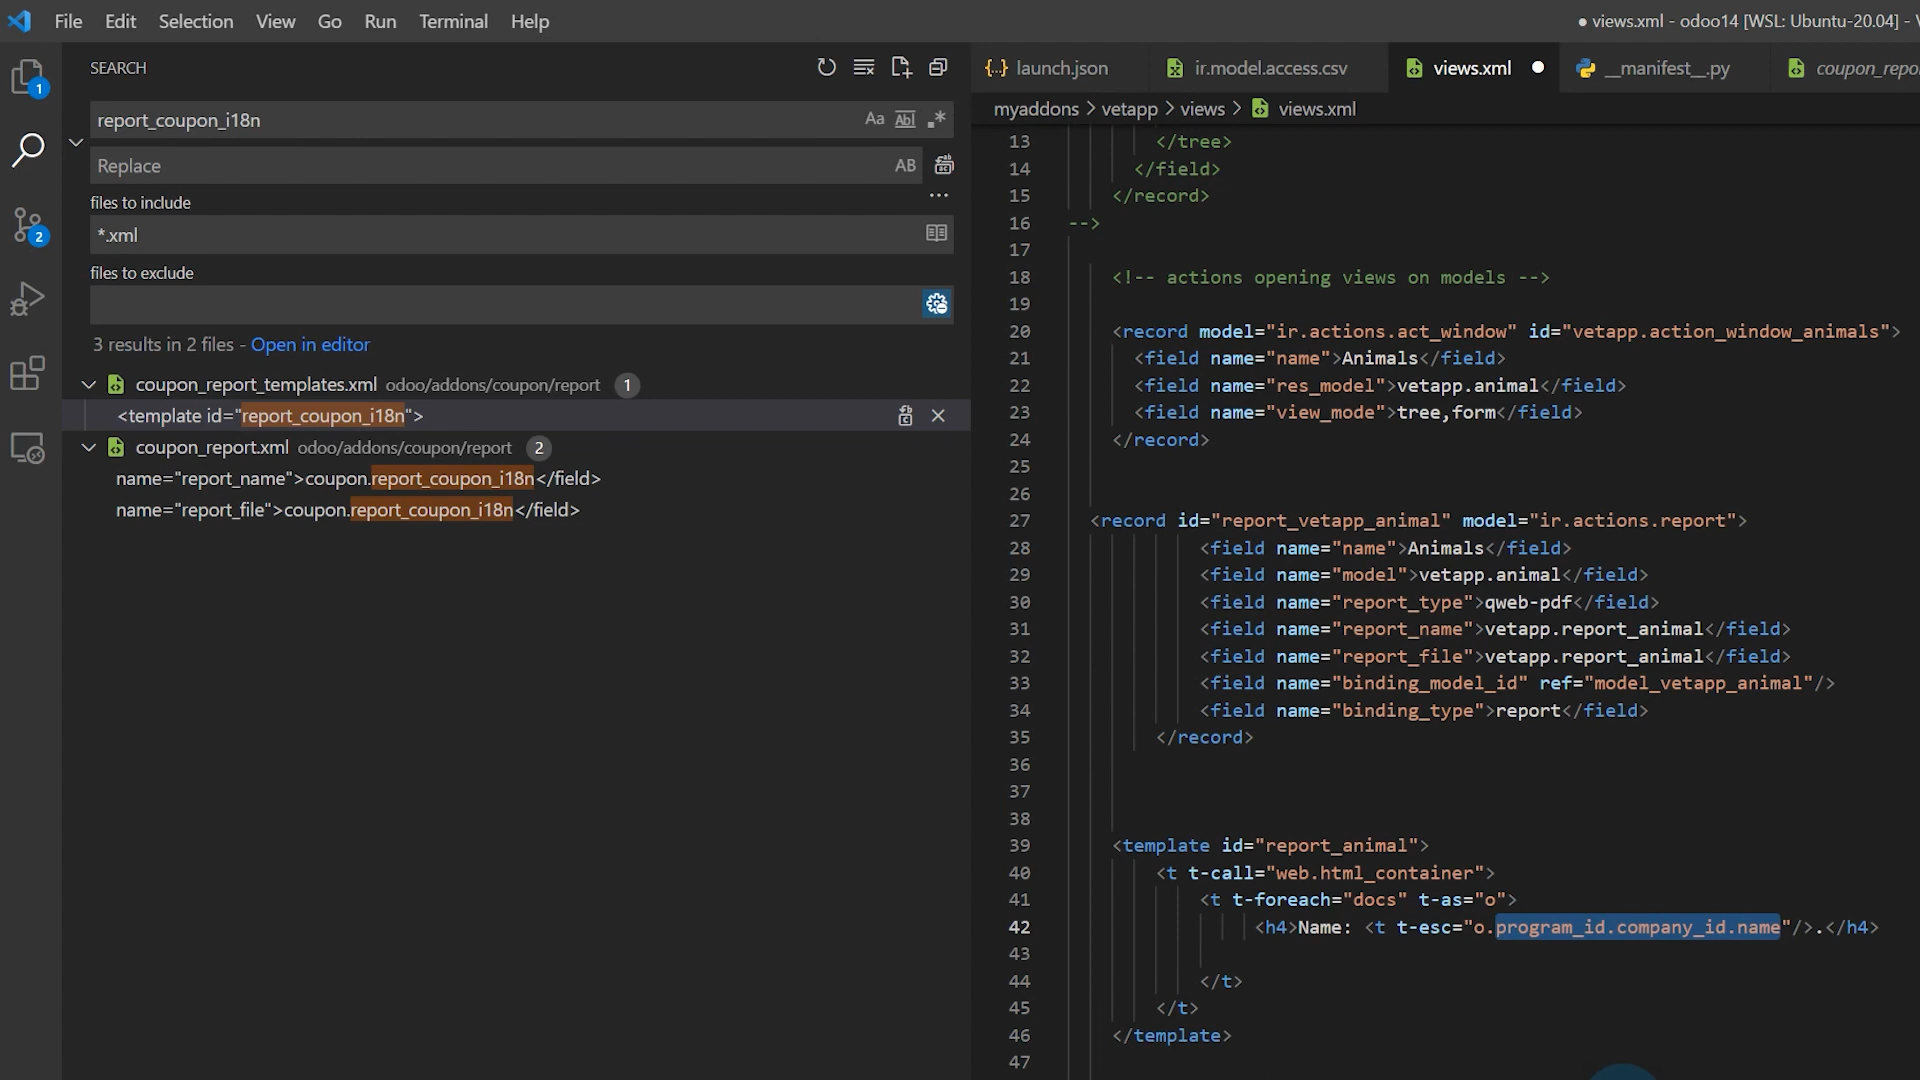 File Edit Selection View Go Run Terminal Help
● views.xml - odoo14 [WSL: Ubuntu-20.04] -
SEARCH
report_coupon_i18n
Aa Abl .*
Replace
AB
files to include
...
*.xml
files to exclude
3 results in 2 files - Open in editor
coupon_report_templates.xml odoo/addons/coupon/report 1
<template id="report_coupon_i18n">
coupon_report.xml odoo/addons/coupon/report 2
name="report_name">coupon.report_coupon_i18n</field>
name="report_file">coupon.report_coupon_i18n</field>
1
2
launch.json ir.model.access.csv views.xml ● __manifest__.py coupon_repo
myaddons > vetapp > views > views.xml
13 </tree>
14 </field>
15 </record>
16 -->
17
18 <!-- actions opening views on models -->
19
20 <record model="ir.actions.act_window" id="vetapp.action_window_animals">
21 <field name="name">Animals</field>
22 <field name="res_model">vetapp.animal</field>
23 <field name="view_mode">tree,form</field>
24 </record>
25
26
27 <record id="report_vetapp_animal" model="ir.actions.report">
28 <field name="name">Animals</field>
29 <field name="model">vetapp.animal</field>
30 <field name="report_type">qweb-pdf</field>
31 <field name="report_name">vetapp.report_animal</field>
32 <field name="report_file">vetapp.report_animal</field>
33 <field name="binding_model_id" ref="model_vetapp_animal"/>
34 <field name="binding_type">report</field>
35 </record>
36
37
38
39 <template id="report_animal">
40 <t t-call="web.html_container">
41 <t t-foreach="docs" t-as="o">
42 <h4>Name: <t t-esc="o.program_id.company_id.name"/>.</h4>
43
44 </t>
45 </t>
46 </template>
47